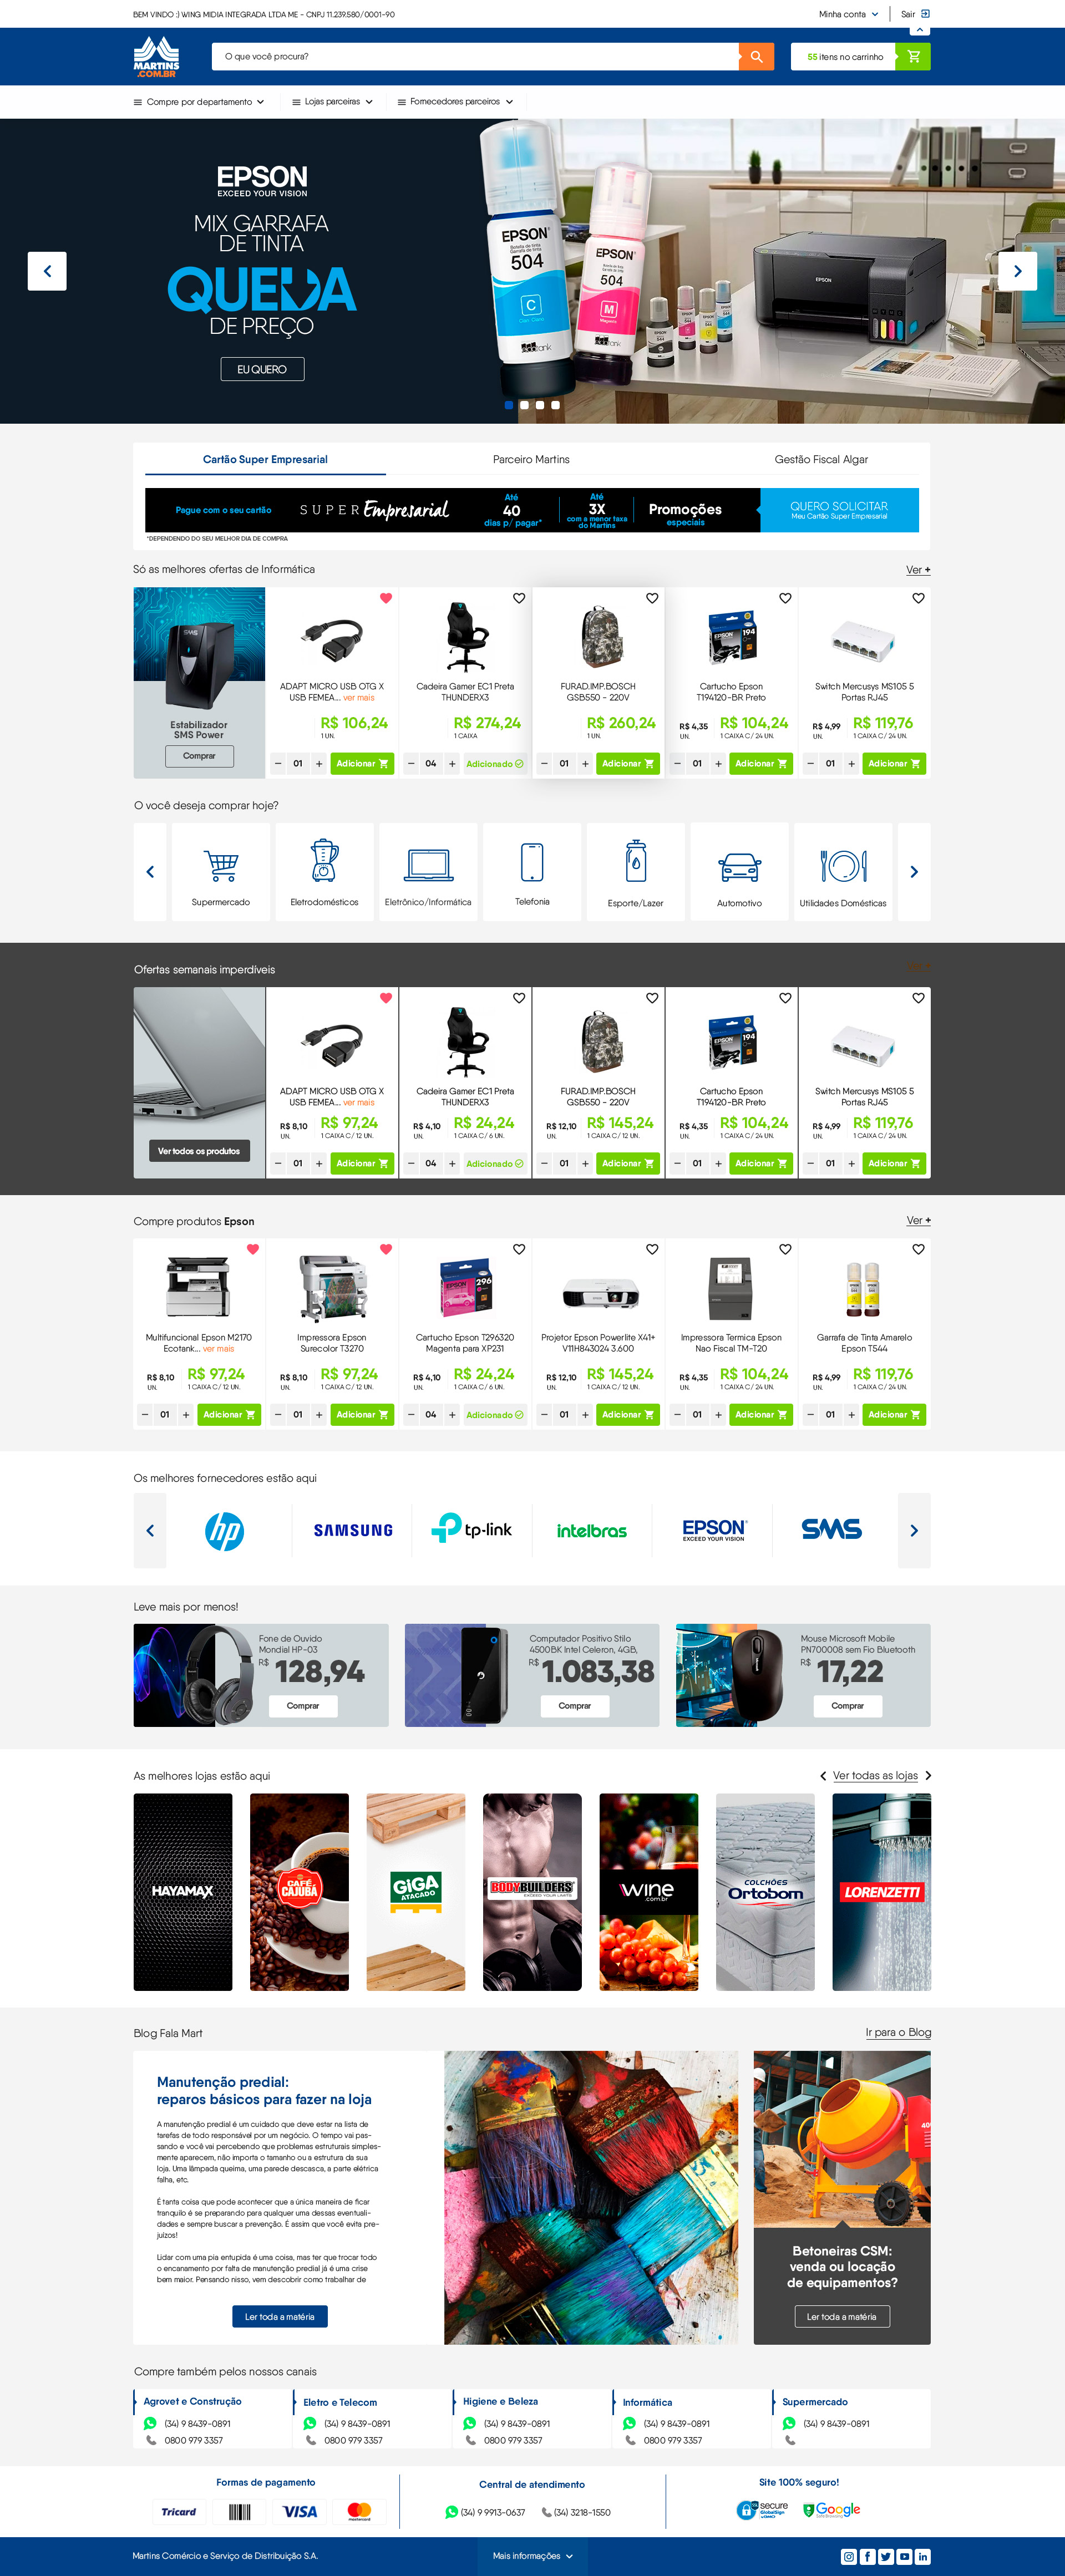 BEM VINDO :) WING MIDIA INTEGRADA LTDA ME - CNPJ 11.239.580/0001-90
Minha conta
Sair
MARTINS
.COM.BR
O que você procura?
55 itens no carrinho
Compre por departamento
Lojas parceiras
Fornecedores parceiros
EPSON
EXCEED YOUR VISION
MIX GARRAFA
DE TINTA
QUEDA
DE PREÇO
EU QUERO
EPSON
504
C
EPSON
504
M
EPSON
Cartão Super Empresarial
Parceiro Martins
Gestão Fiscal Algar
Pague com o seu cartão
SUPER Empresarial
Até
40
dias p/ pagar*
Até
3X
com a menor taxa
do Martins
Promoções
especiais
QUERO SOLICITAR
Meu Cartão Super Empresarial
*DEPENDENDO DO SEU MELHOR DIA DE COMPRA
Só as melhores ofertas de Informática
Ver +
SMS
Estabilizador
SMS Power
Comprar
ADAPT MICRO USB OTG X
USB FEMEA... ver mais
R$ 106,24
1 UN.
01
Adicionar
Cadeira Gamer EC1 Preta
THUNDERX3
R$ 274,24
1 CAIXA
04
Adicionado
FURAD.IMP.BOSCH
GSB550 - 220V
R$ 260,24
1 UN.
01
Adicionar
EPSON
194
Cartucho Epson
T194120-BR Preto
R$ 4,35
UN.
R$ 104,24
1 CAIXA C/ 24 UN.
01
Adicionar
Switch Mercusys MS105 5
Portas RJ45
R$ 4,99
UN.
R$ 119,76
1 CAIXA C/ 24 UN.
01
Adicionar
O você deseja comprar hoje?
Supermercado
Eletrodomésticos
Eletrônico/Informática
Telefonia
Esporte/Lazer
Automotivo
Utilidades Domésticas
Ofertas semanais imperdíveis
Ver todos os produtos
ADAPT MICRO USB OTG X
USB FEMEA... ver mais
R$ 8,10
UN.
R$ 97,24
1 CAIXA C/ 12 UN.
01
Adicionar
Cadeira Gamer EC1 Preta
THUNDERX3
R$ 4,10
UN.
R$ 24,24
1 CAIXA C/ 6 UN.
04
Adicionado
FURAD.IMP.BOSCH
GSB550 - 220V
R$ 12,10
UN.
R$ 145,24
1 CAIXA C/ 12 UN.
01
Adicionar
EPSON
194
Cartucho Epson
T194120-BR Preto
R$ 4,35
UN.
R$ 104,24
1 CAIXA C/ 24 UN.
01
Adicionar
Switch Mercusys MS105 5
Portas RJ45
R$ 4,99
UN.
R$ 119,76
1 CAIXA C/ 24 UN.
01
Adicionar
Compre produtos Epson
Ver +
Multifuncional Epson M2170
Ecotank... ver mais
R$ 8,10
UN.
R$ 97,24
1 CAIXA C/ 12 UN.
01
Adicionar
Impressora Epson
Surecolor T3270
R$ 8,10
UN.
R$ 97,24
1 CAIXA C/ 12 UN.
01
Adicionar
EPSON
296
Cartucho Epson T296320
Magenta para XP231
R$ 4,10
UN.
R$ 24,24
1 CAIXA C/ 6 UN.
04
Adicionado
Projetor Epson Powerlite X41+
V11H843024 3.600
R$ 12,10
UN.
R$ 145,24
1 CAIXA C/ 12 UN.
01
Adicionar
Impressora Termica Epson
Nao Fiscal TM-T20
R$ 4,35
UN.
R$ 104,24
1 CAIXA C/ 24 UN.
01
Adicionar
Garrafa de Tinta Amarelo
Epson T544
R$ 4,99
UN.
R$ 119,76
1 CAIXA C/ 24 UN.
01
Adicionar
Os melhores fornecedores estão aqui
hp
SAMSUNG
tp-link
intelbras
EPSON
EXCEED YOUR VISION
SMS
Leve mais por menos!
Fone de Ouvido
Mondial HP-03
R$ 128,94
Comprar
Computador Positivo Stilo
4500BK Intel Celeron, 4GB,
R$ 1.083,38
Comprar
Mouse Microsoft Mobile
PN700008 sem Fio Bluetooth
R$ 17,22
Comprar
As melhores lojas estão aqui
Ver todas as lojas
HAYAMAX
CAFÉ
CAJUBA
GiGA
ATACADO
BODYBUILDERS
EXCEED YOUR LIMITS
wine
.com.br
COLCHÕES
Ortobom
LORENZETTI
Blog Fala Mart
Ir para o Blog
Manutenção predial:
reparos básicos para fazer na loja
A manutenção predial é um cuidado que deve estar na lista de
tarefas de todo responsável por um negócio. O tempo vai pas-
sando e você vai percebendo que problemas estruturais simples-
mente aparecem, não importa o tamanho ou a estrutura da sua
loja. Uma lâmpada queima, uma parede descasca, a parte elétrica
falha, etc.
É tanta coisa que pode acontecer que a única maneira de ficar
tranquilo é se preparando para qualquer uma dessas eventuali-
dades e sempre buscar a prevenção. É assim que você evita pre-
juízos!
Lidar com uma pia entupida é uma coisa, mas ter que trocar todo
o encanamento por falta de manutenção predial já é uma crise
bem maior. Pensando nisso, vem descobrir como trabalhar de
Ler toda a matéria
Betoneiras CSM:
venda ou locação
de equipamentos?
Ler toda a matéria
Compre também pelos nossos canais
Agrovet e Construção
(34) 9 8439-0891
0800 979 3357
Eletro e Telecom
(34) 9 8439-0891
0800 979 3357
Higiene e Beleza
(34) 9 8439-0891
0800 979 3357
Informática
(34) 9 8439-0891
0800 979 3357
Supermercado
(34) 9 8439-0891
Formas de pagamento
Tricard
VISA
mastercard
Central de atendimento
(34) 9 9913-0637
(34) 3218-1550
Site 100% seguro!
secure
GlobalSign
Google
Martins Comércio e Serviço de Distribuição S.A.
Mais informações